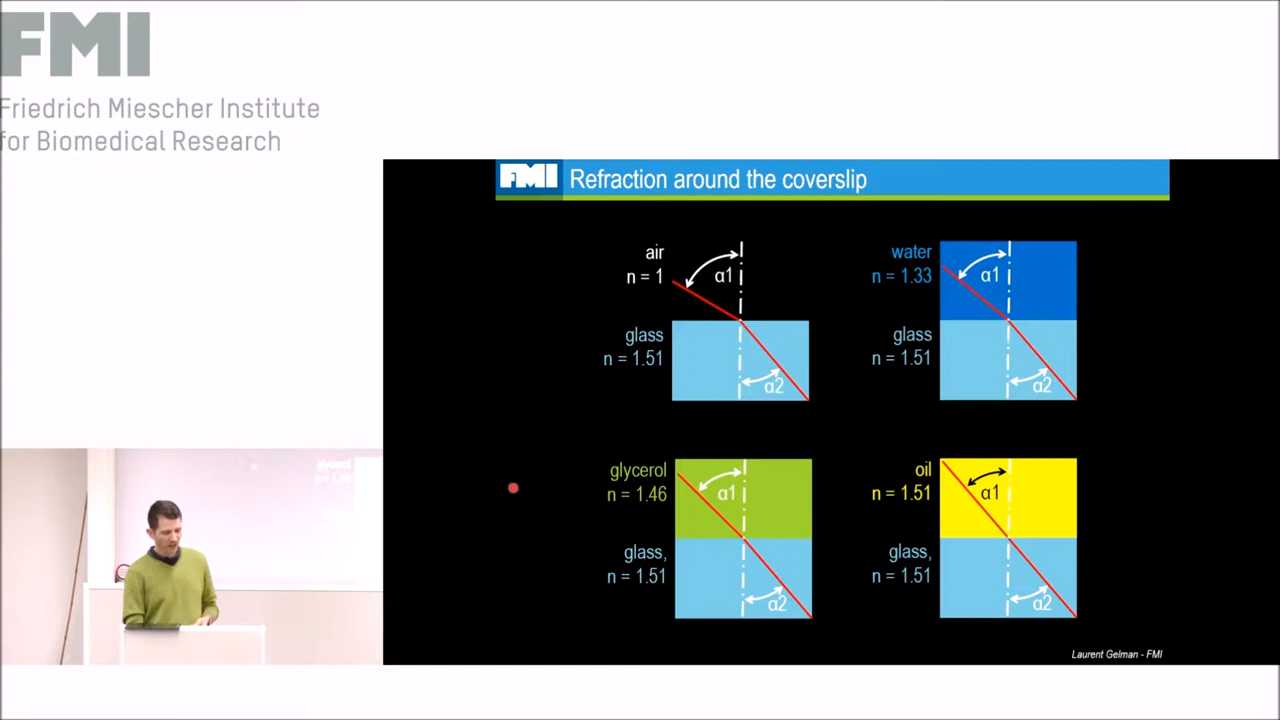 FMI
Friedrich Miescher Institute
for Biomedical Research
FMI Refraction around the coverslip
air
n = 1
α1
glass
n = 1.51
α2
water
n = 1.33
α1
glass
n = 1.51
α2
glycerol
n = 1.46
α1
glass,
n = 1.51
α2
oil
n = 1.51
α1
glass,
n = 1.51
α2
Laurent Gelman - FMI
glycerol